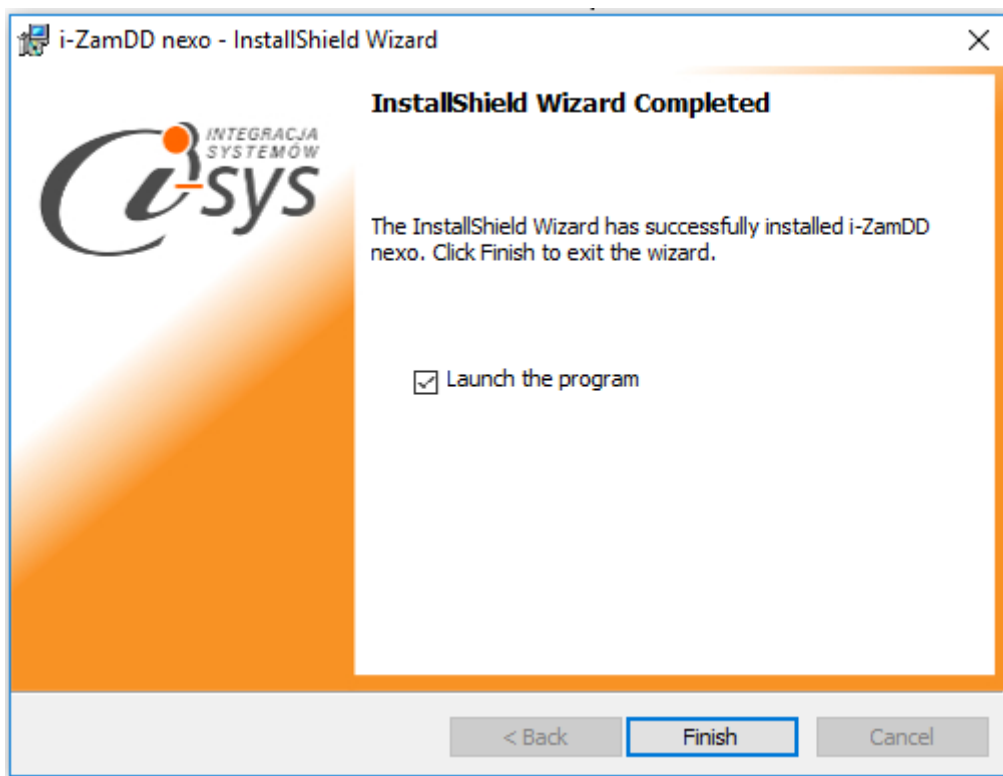 i-ZamDD nexo - InstallShield Wizard
InstallShield Wizard Completed
INTEGRACJA
SYSTEMÓW
i-sys
The InstallShield Wizard has successfully installed i-ZamDD
nexo. Click Finish to exit the wizard.
Launch the program
< Back
Finish
Cancel